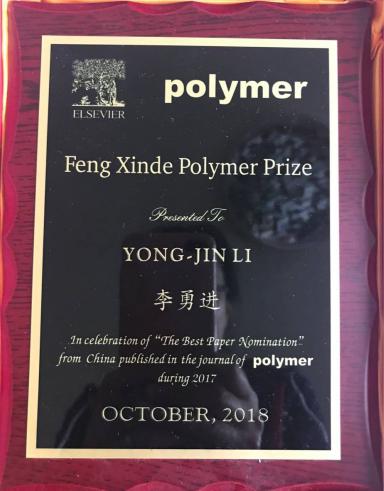 polymer
ELSEVIER
Feng Xinde Polymer Prize
Presented To
YONG-JIN LI
李勇进
In celebration of "The Best Paper Nomination"
from China published in the journal of polymer
during 2017
OCTOBER, 2018